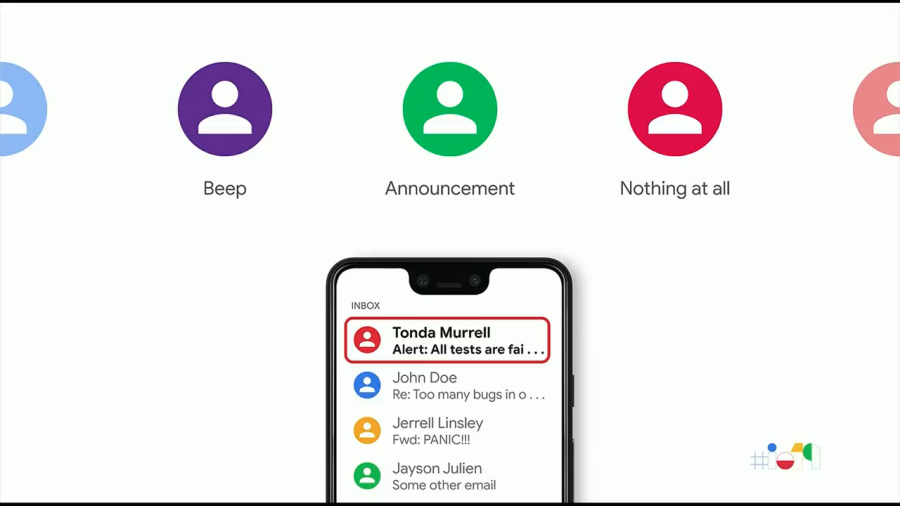 Beep
Announcement
Nothing at all
INBOX
Tonda Murrell
Alert: All tests are fai . . .
John Doe
Re: Too many bugs in o . . .
Jerrell Linsley
Fwd: PANIC!!!
Jayson Julien
Some other email
#io19